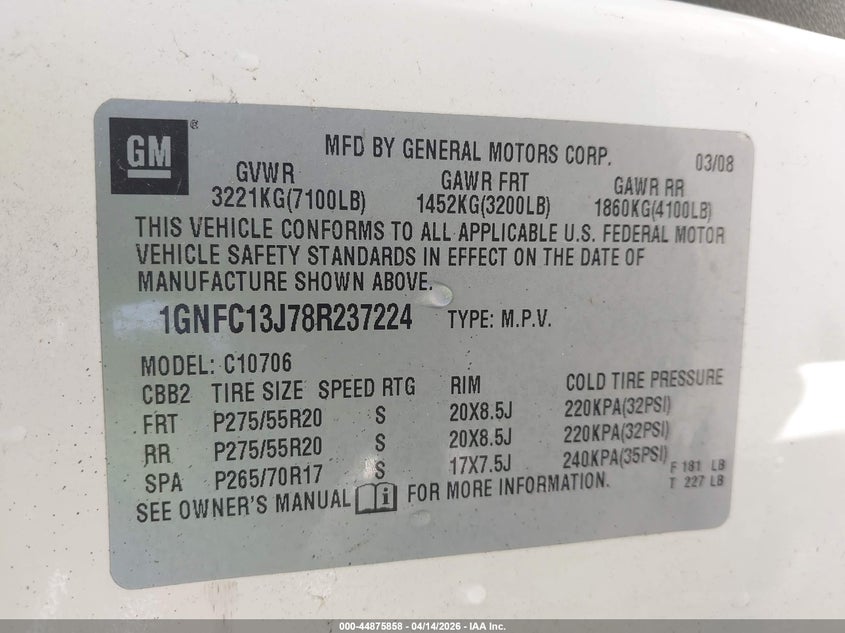 GM ®
MFD BY GENERAL MOTORS CORP. 03/08
GVWR GAWR FRT GAWR RR
3221KG(7100LB) 1452KG(3200LB) 1860KG(4100LB)
THIS VEHICLE CONFORMS TO ALL APPLICABLE U.S. FEDERAL MOTOR
VEHICLE SAFETY STANDARDS IN EFFECT ON THE DATE OF
MANUFACTURE SHOWN ABOVE.
1GNFC13J78R237224 TYPE: M.P.V.
MODEL: C10706
CBB2 TIRE SIZE SPEED RTG RIM COLD TIRE PRESSURE
FRT P275/55R20 S 20X8.5J 220KPA(32PSI)
RR P275/55R20 S 20X8.5J 220KPA(32PSI)
SPA P265/70R17 S 17X7.5J 240KPA(35PSI) F 181 LB
T 227 LB
SEE OWNER'S MANUAL i FOR MORE INFORMATION.
000-44875858 - 04/14/2026 - IAA Inc.